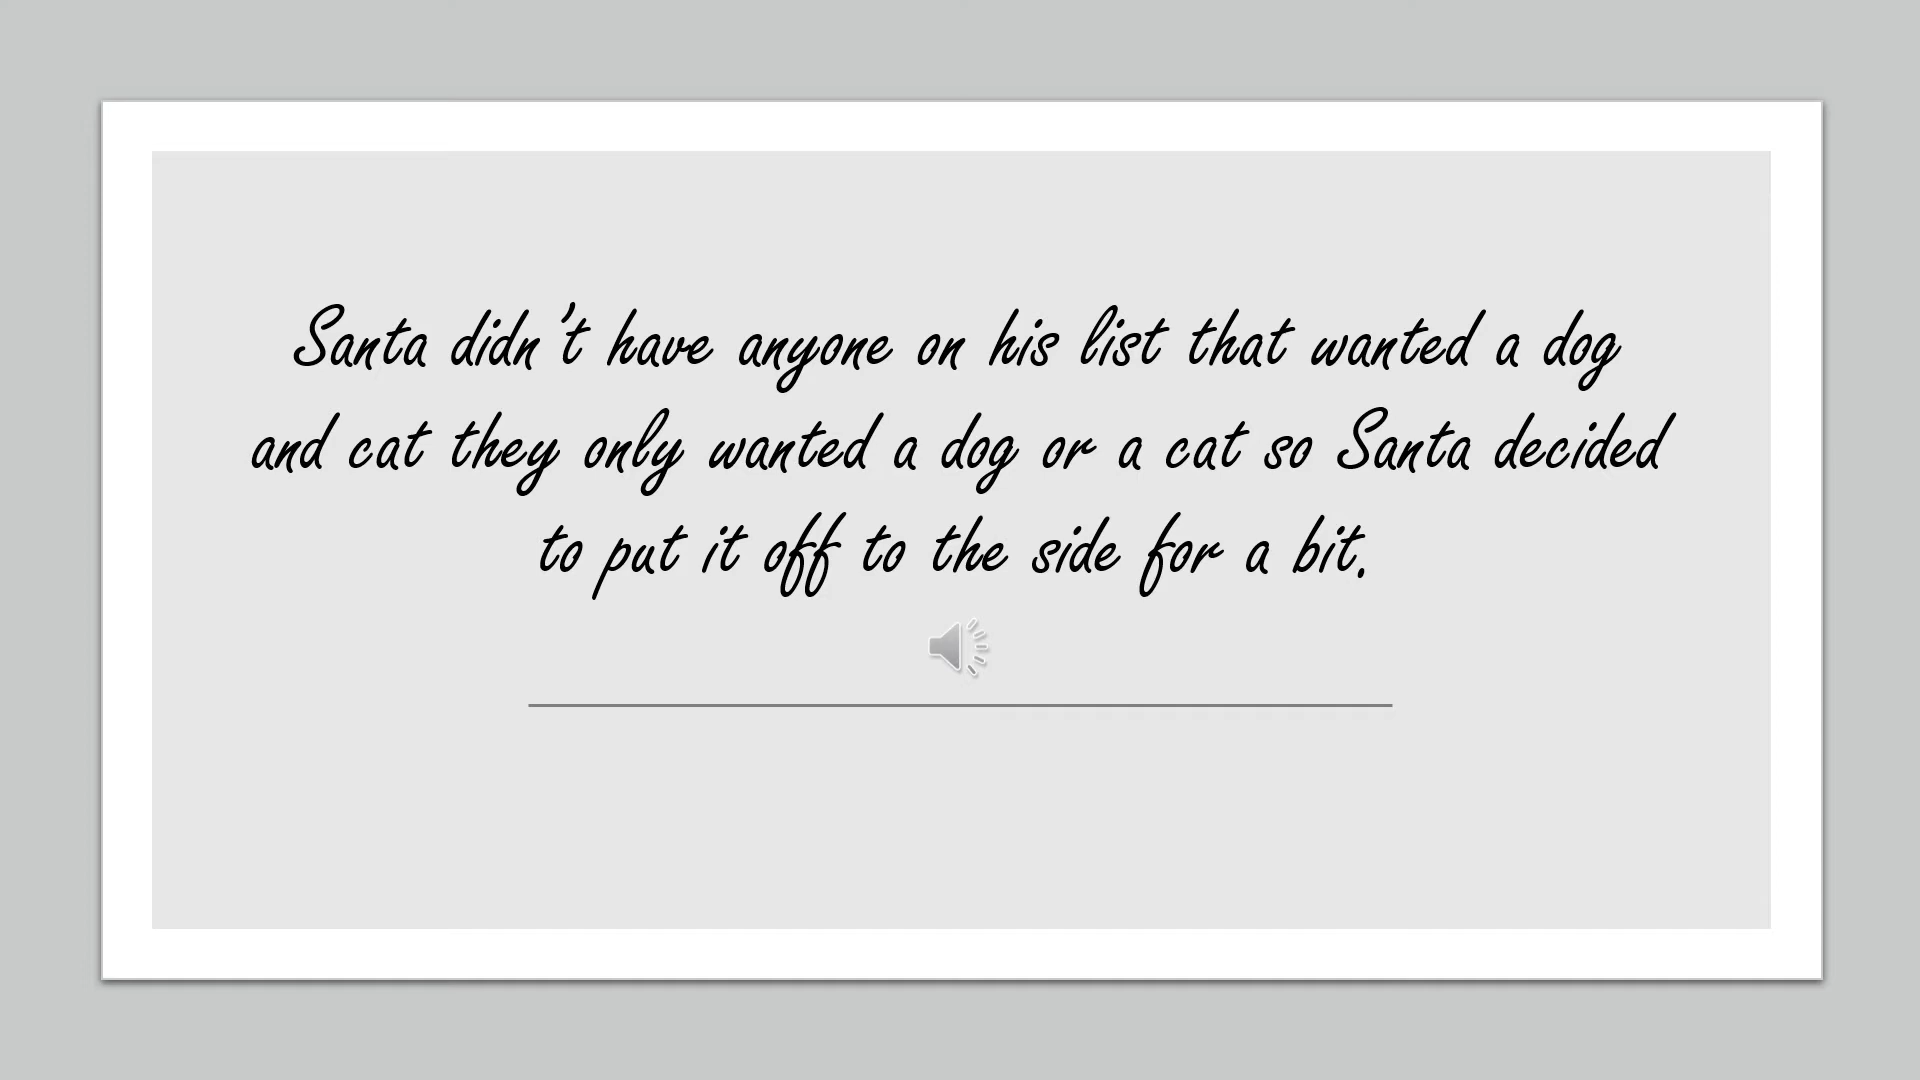 Santa didn't have anyone on his list that wanted a dog
and cat they only wanted a dog or a cat so Santa decided
to put it off to the side for a bit.